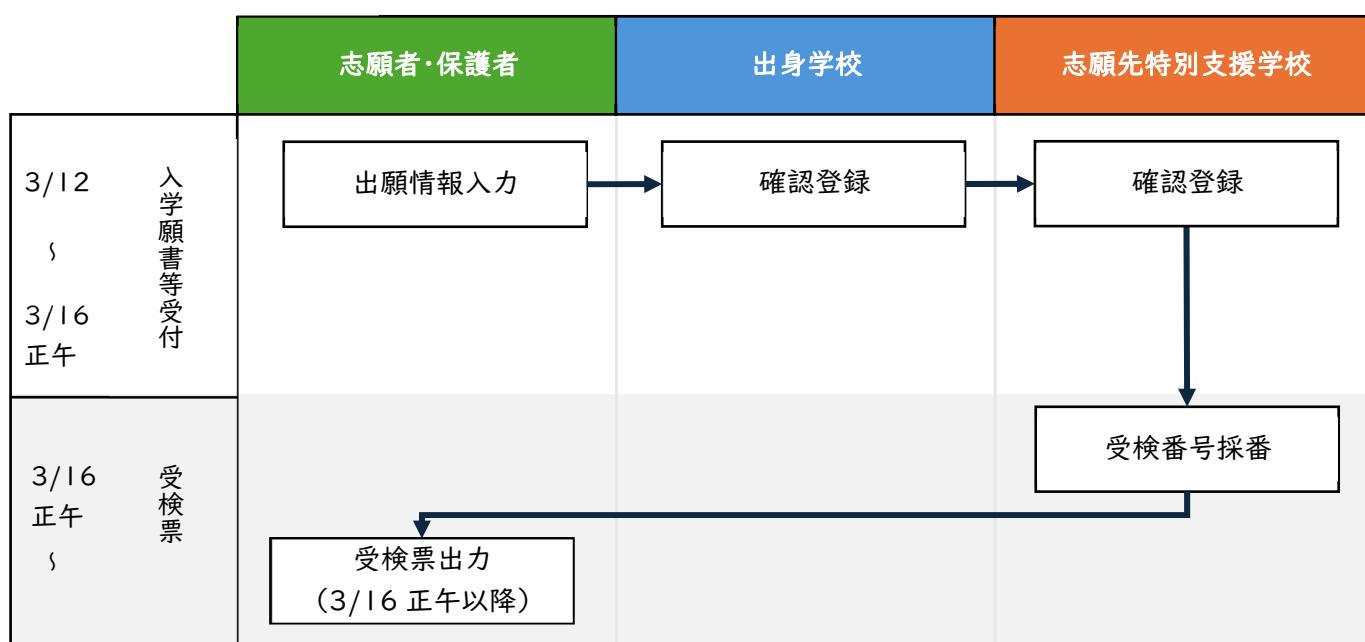 志願者・保護者
出身学校
志願先特別支援学校
3/12
～
3/16
正午
入学願書等受付
出願情報入力
確認登録
確認登録
3/16
正午
～
受検票
受検番号採番
受検票出力
（3/16 正午以降）